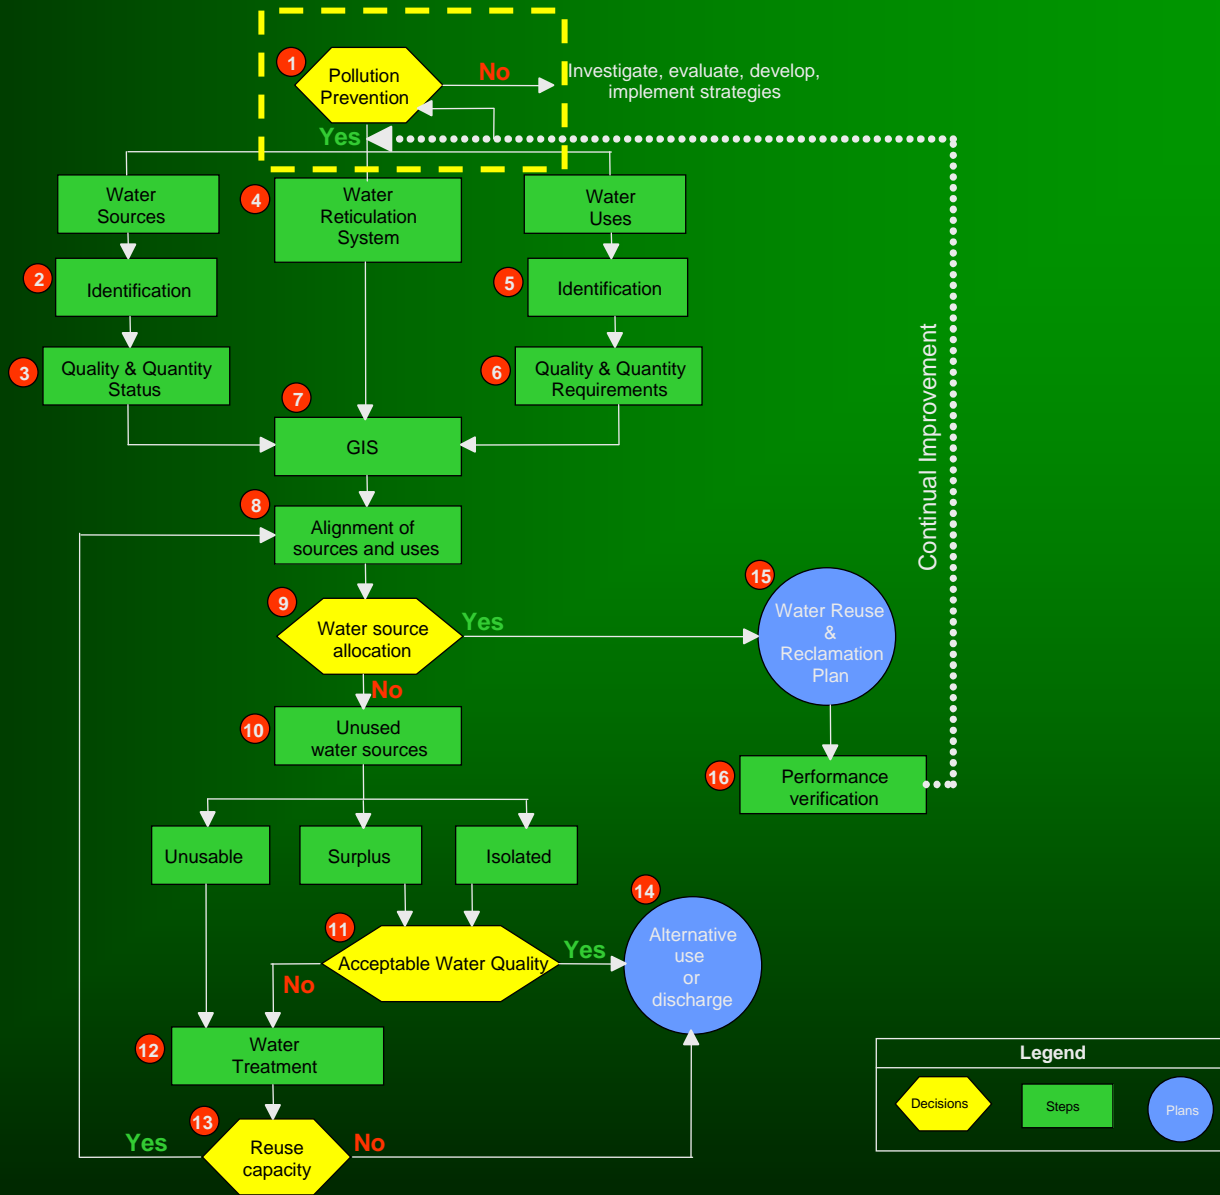 1
Pollution
Prevention
No
Investigate, evaluate, develop,
implement strategies
Yes
Water
Sources
4
Water
Reticulation
System
Water
Uses
2
Identification
5
Identification
3
Quality & Quantity
Status
6
Quality & Quantity
Requirements
7
GIS
Continual Improvement
8
Alignment of
sources and uses
9
Water source
allocation
Yes
No
15
Water Reuse
&
Reclamation
Plan
10
Unused
water sources
16
Performance
verification
Unusable
Surplus
Isolated
11
Acceptable Water Quality
Yes
No
14
Alternative
use
or
discharge
12
Water
Treatment
13
Reuse
capacity
Yes
No
Legend
Decisions
Steps
Plans